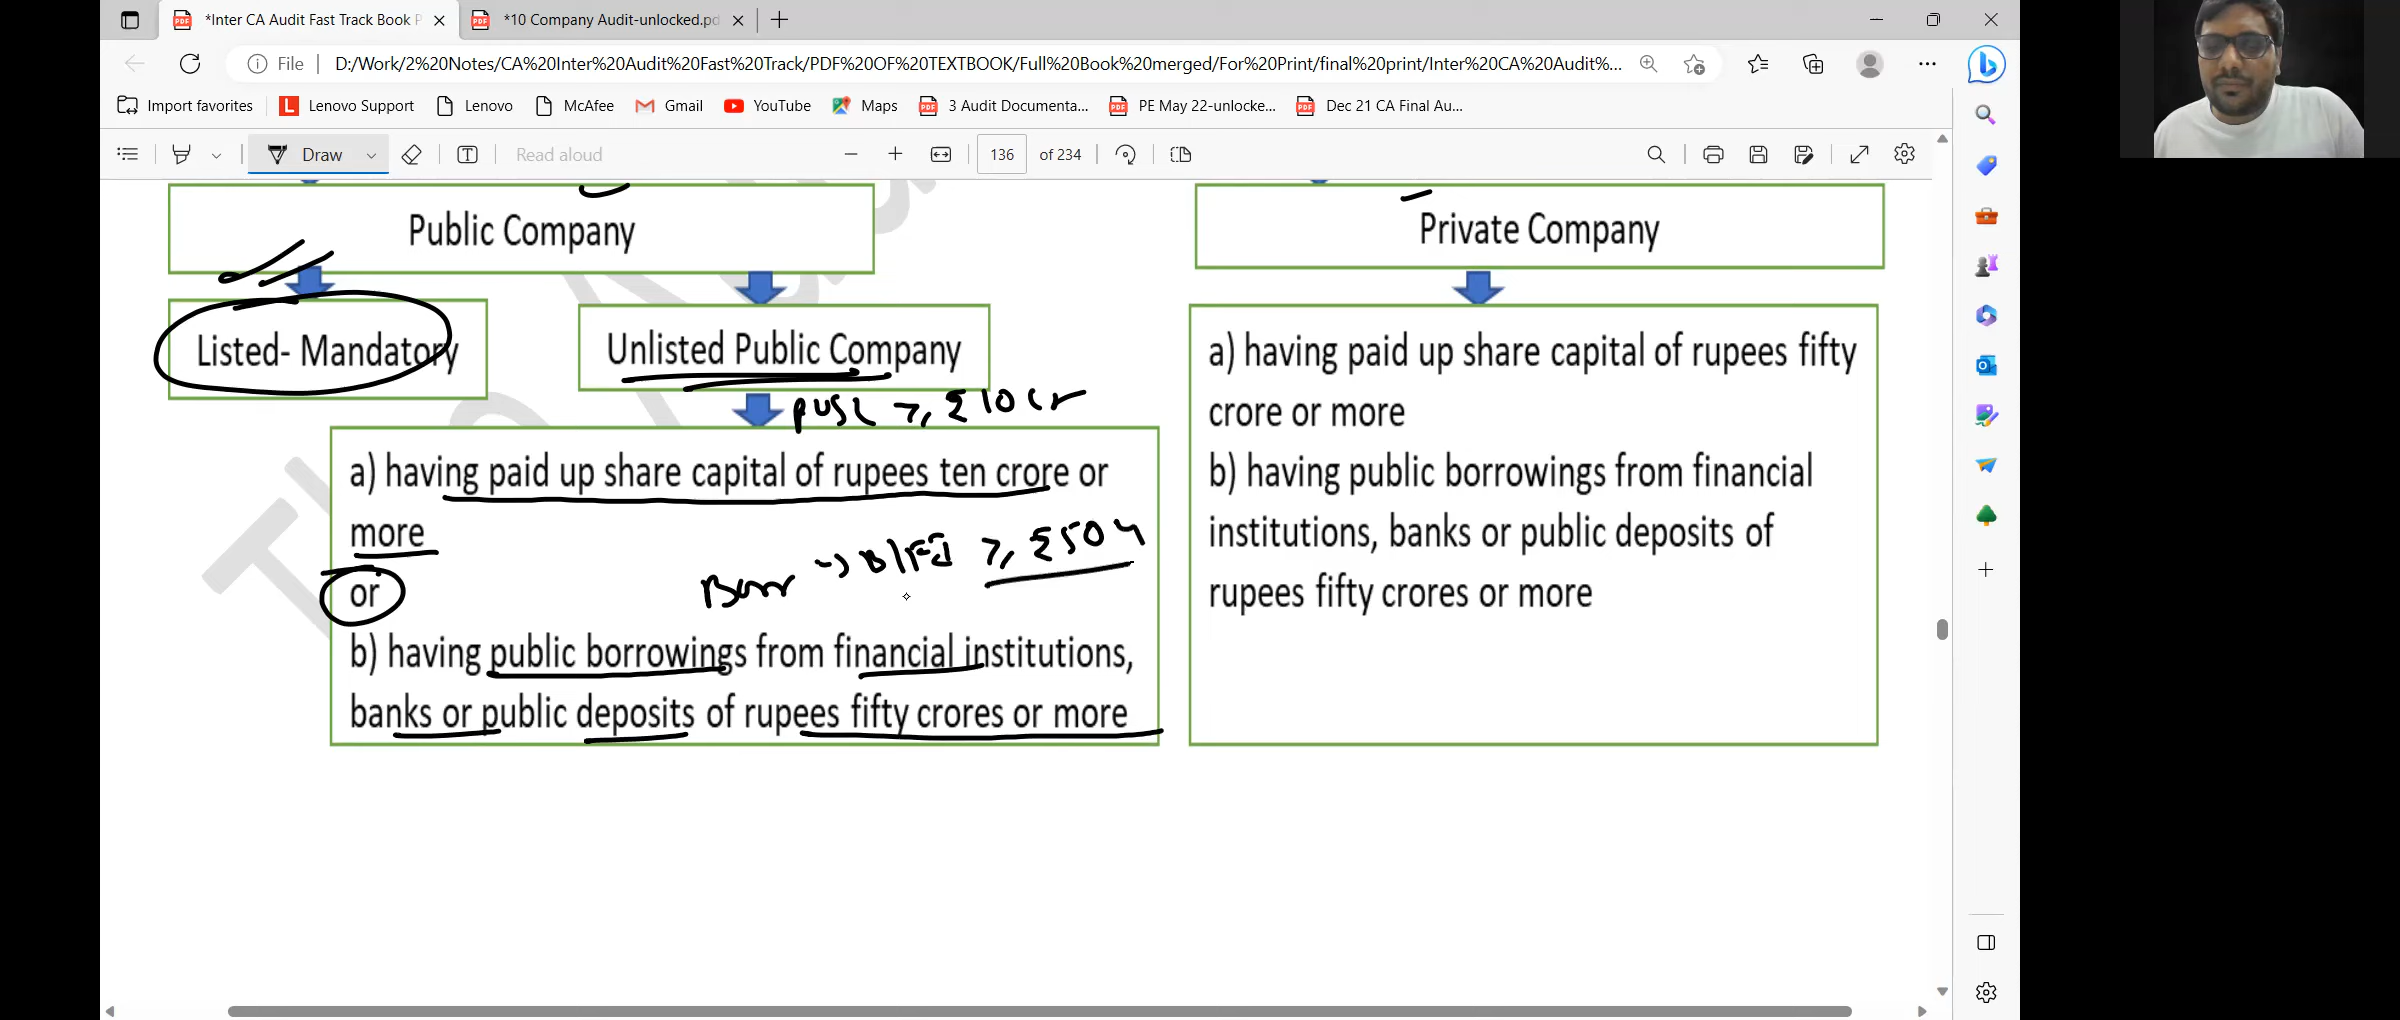 *Inter CA Audit Fast Track Book P
*10 Company Audit-unlocked.pd
File
D:/Work/2%20Notes/CA%20Inter%20Audit%20Fast%20Track/PDF%20OF%20TEXTBOOK/Full%20Book%20merged/For%20Print/final%20print/Inter%20CA%20Audit%...
Import favorites
Lenovo Support
Lenovo
McAfee
Gmail
YouTube
Maps
3 Audit Documenta...
PE May 22-unlocke...
Dec 21 CA Final Au...
Draw
Read aloud
136 of 234
Public Company
Private Company
Listed- Mandatory
Unlisted Public Company
PUSC ≥ ₹10 Cr
a) having paid up share capital of rupees ten crore or
more
or
Borr → B/FI ≥ ₹50
b) having public borrowings from financial institutions,
banks or public deposits of rupees fifty crores or more
a) having paid up share capital of rupees fifty
crore or more
b) having public borrowings from financial
institutions, banks or public deposits of
rupees fifty crores or more